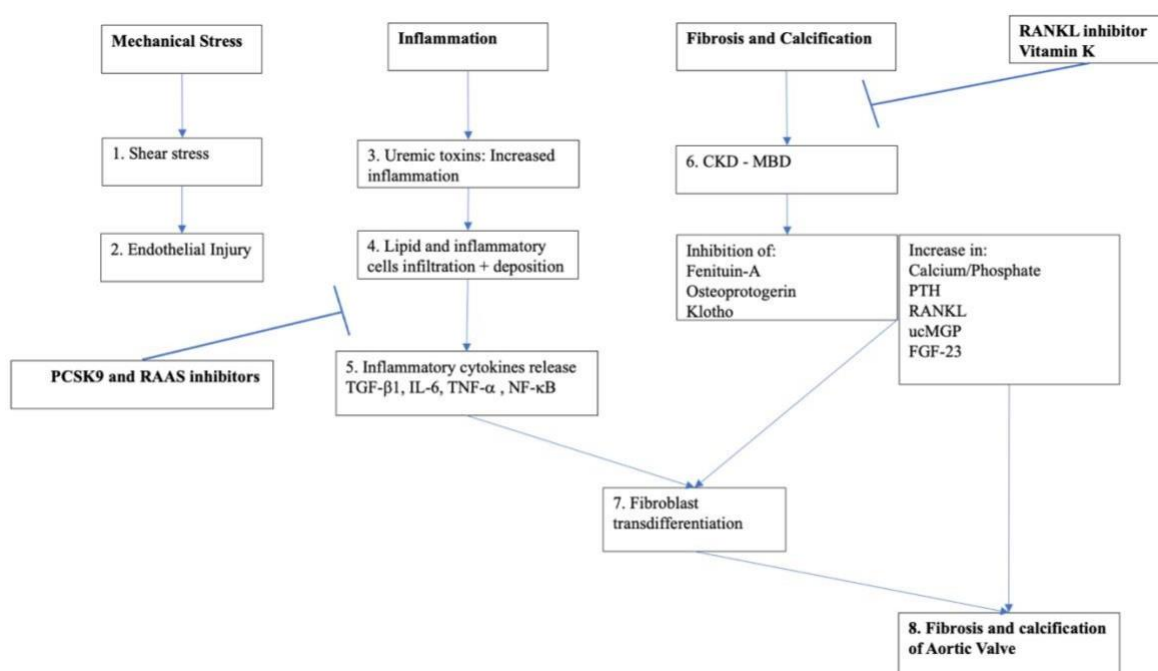 Mechanical Stress
Inflammation
Fibrosis and Calcification
RANKL inhibitor
Vitamin K
1. Shear stress
3. Uremic toxins: Increased
inflammation
6. CKD - MBD
2. Endothelial Injury
4. Lipid and inflammatory
cells infiltration + deposition
Inhibition of:
Fenituin-A
Osteoprotogerin
Klotho
Increase in:
Calcium/Phosphate
PTH
RANKL
ucMGP
FGF-23
PCSK9 and RAAS inhibitors
5. Inflammatory cytokines release
TGF-β1, IL-6, TNF-α , NF-κB
7. Fibroblast
transdifferentiation
8. Fibrosis and calcification
of Aortic Valve